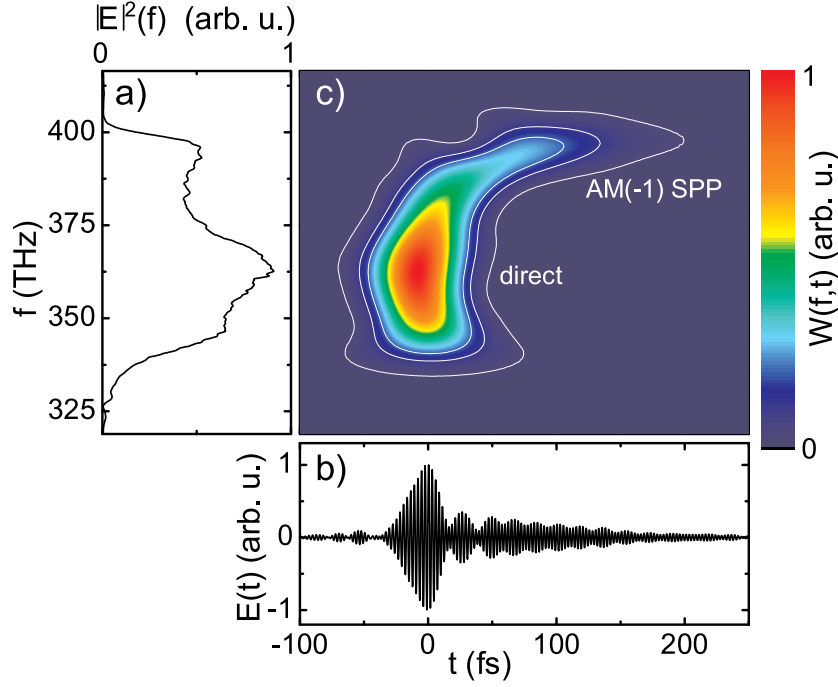 |E|²(f) (arb. u.)
0 1
a)
f (THz)
400
375
350
325
c)
AM(-1) SPP
direct
1
0
W(f,t) (arb. u.)
b)
E(t) (arb. u.)
1
0
-1
-100 0 100 200
t (fs)